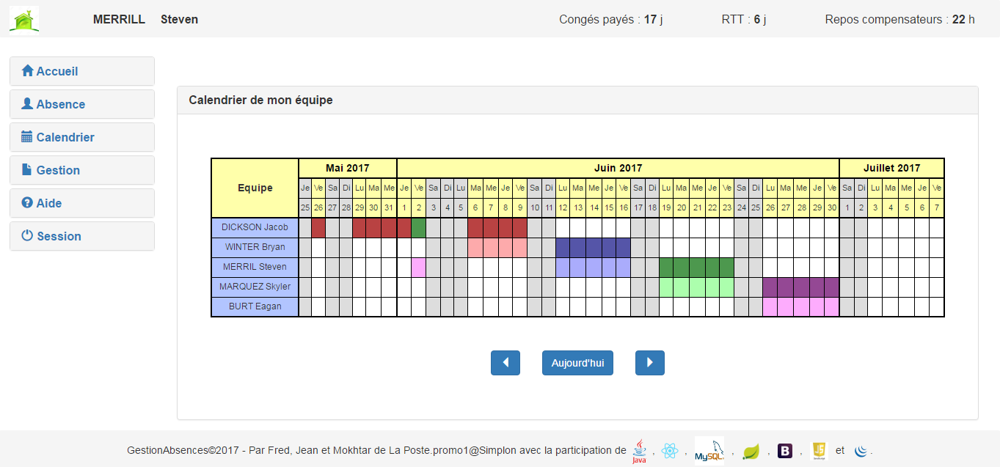 MERRILL Steven Congés payés : 17 j RTT : 6 j Repos compensateurs : 22 h
Accueil
Absence
Calendrier
Gestion
Aide
Session
Calendrier de mon équipe
Equipe Mai 2017 Juin 2017 Juillet 2017
Je Ve Sa Di Lu Ma Me Je Ve Sa Di Lu Ma Me Je Ve Sa Di Lu Ma Me Je Ve Sa Di Lu Ma Me Je Ve Sa Di Lu Ma Me Je Ve Sa Di Lu Ma Me Je Ve
25 26 27 28 29 30 31 1 2 3 4 5 6 7 8 9 10 11 12 13 14 15 16 17 18 19 20 21 22 23 24 25 26 27 28 29 30 1 2 3 4 5 6 7
DICKSON Jacob
WINTER Bryan
MERRIL Steven
MARQUEZ Skyler
BURT Eagan
Aujourd'hui
GestionAbsences©2017 - Par Fred, Jean et Mokhtar de La Poste.promo1@Simplon avec la participation de Java , , MySQL , , B , JS et .